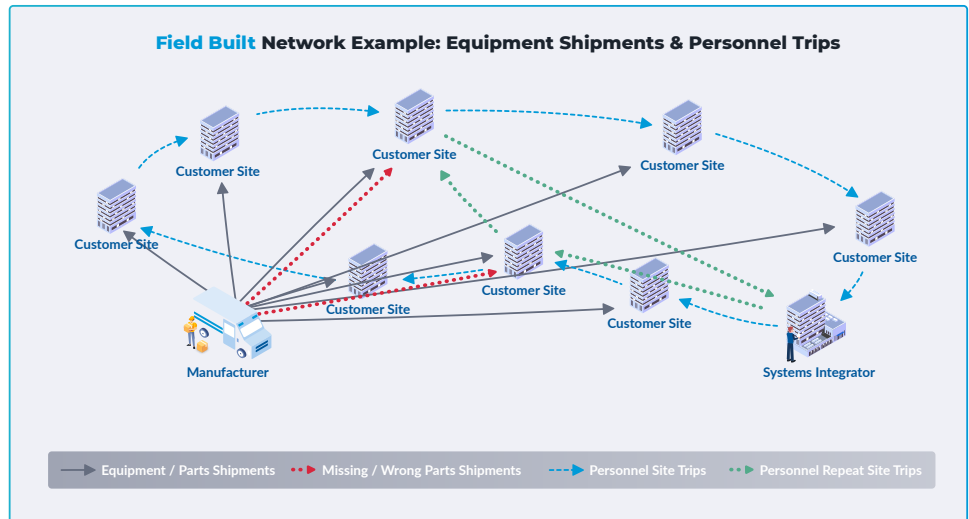 Field Built Network Example: Equipment Shipments & Personnel Trips
Customer Site
Customer Site
Customer Site
Customer Site
Customer Site
Customer Site
Customer Site
Customer Site
Manufacturer
Systems Integrator
Equipment / Parts Shipments
Missing / Wrong Parts Shipments
Personnel Site Trips
Personnel Repeat Site Trips